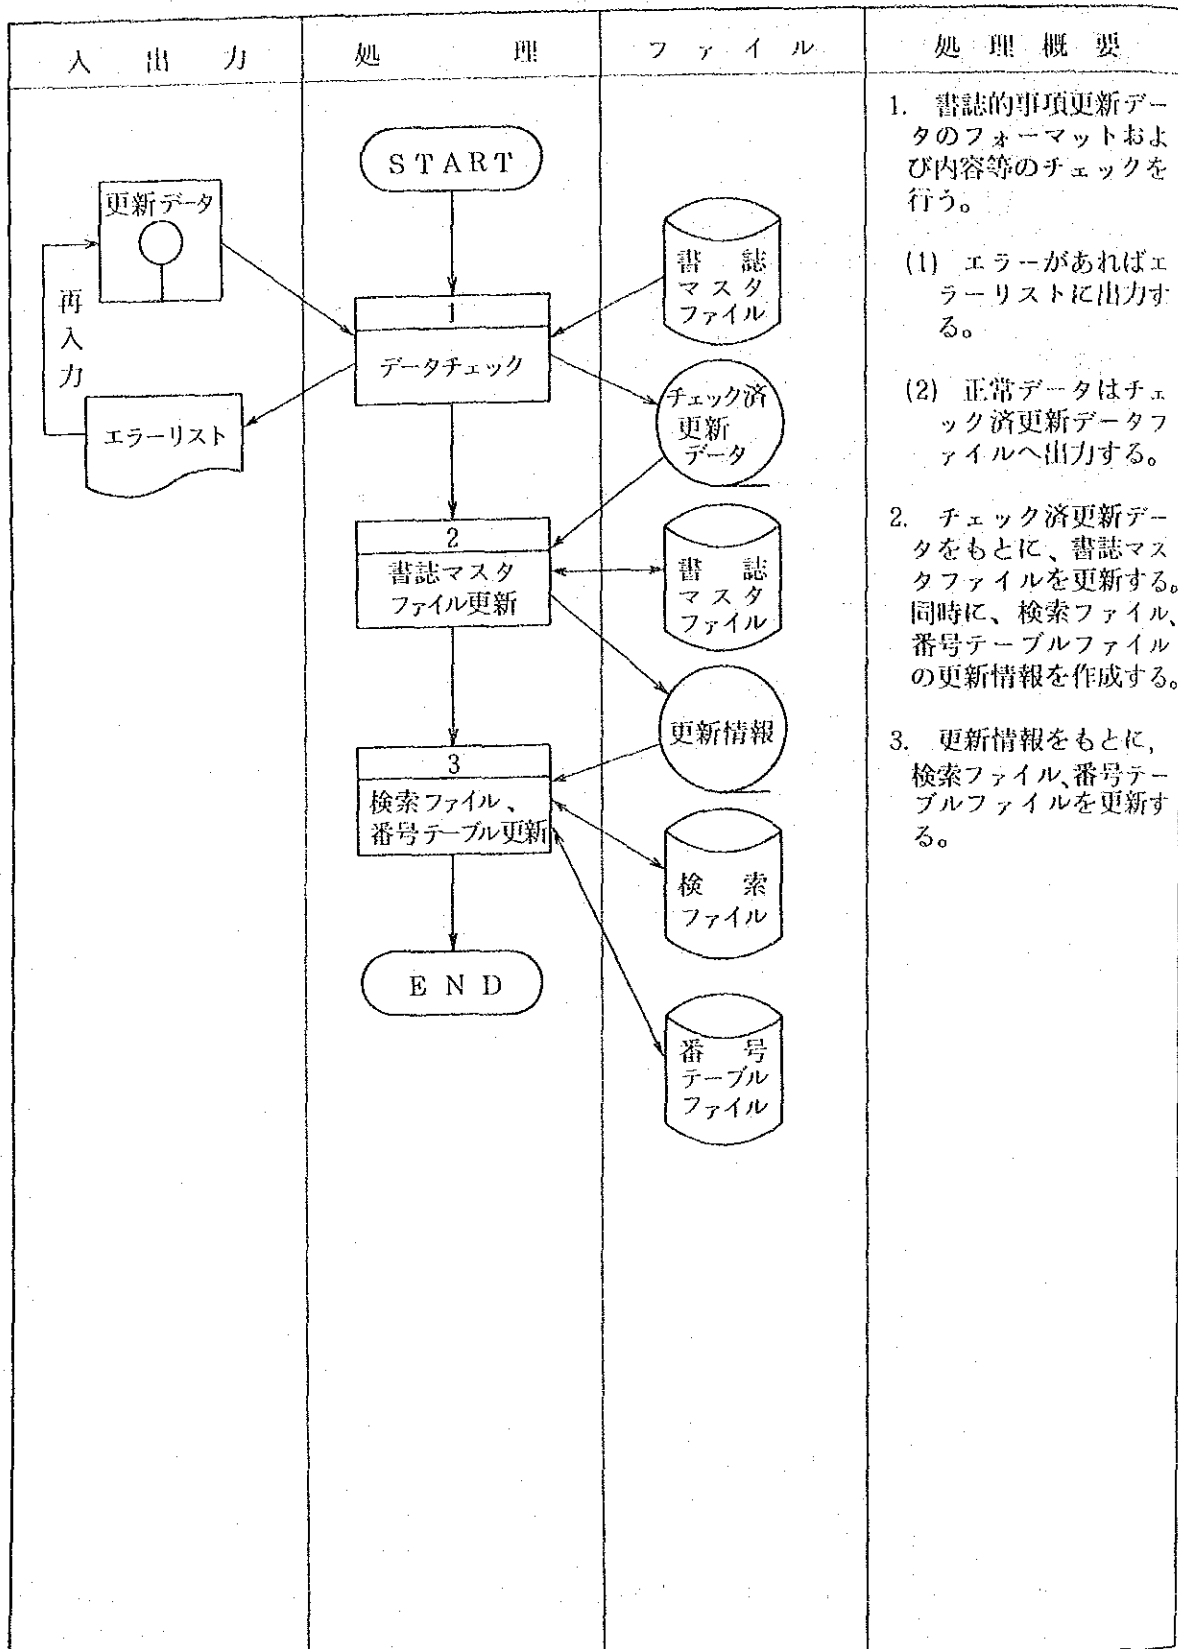 入出力
処理
ファイル
処理概要
START
更新データ
再入力
エラーリスト
1
データチェック
2
書誌マスタ
ファイル更新
3
検索ファイル、
番号テーブル更新
END
書誌
マスタ
ファイル
チェック済
更新
データ
書誌
マスタ
ファイル
更新情報
検索
ファイル
番号
テーブル
ファイル
1. 書誌的事項更新デー
タのフォーマットおよ
び内容等のチェックを
行う。
(1) エラーがあればエ
ラーリストに出力す
る。
(2) 正常データはチェ
ック済更新データフ
ァイルへ出力する。
2. チェック済更新デー
タをもとに、書誌マス
タファイルを更新する。
同時に、検索ファイル、
番号テーブルファイル
の更新情報を作成する。
3. 更新情報をもとに,
検索ファイル、番号テー
ブルファイルを更新す
る。